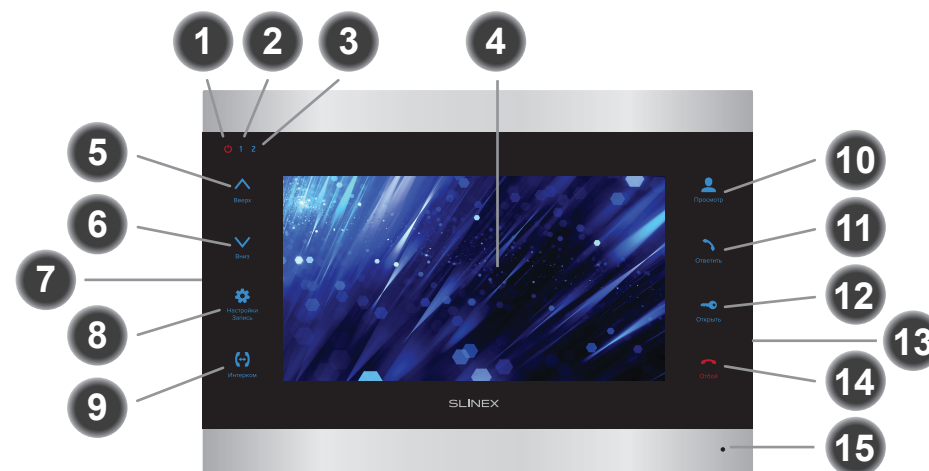 1
2
3
4
1 2
5
Вверх
10
Просмотр
6
Вниз
11
Ответить
7
8
Настройки
Запись
12
Открыть
13
9
Интерком
14
Отбой
SLINEX
15